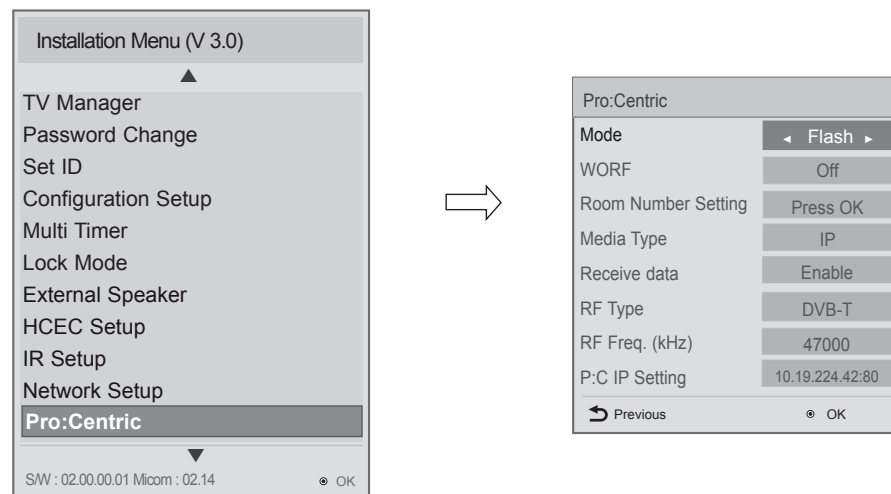 Installation Menu (V 3.0)
▲
TV Manager
Password Change
Set ID
Configuration Setup
Multi Timer
Lock Mode
External Speaker
HCEC Setup
IR Setup
Network Setup
Pro:Centric
▼
S/W : 02.00.00.01 Micom : 02.14 ◉ OK
Pro:Centric
Mode ◄ Flash ►
WORF Off
Room Number Setting Press OK
Media Type IP
Receive data Enable
RF Type DVB-T
RF Freq. (kHz) 47000
P:C IP Setting 10.19.224.42:80
Previous ◉ OK